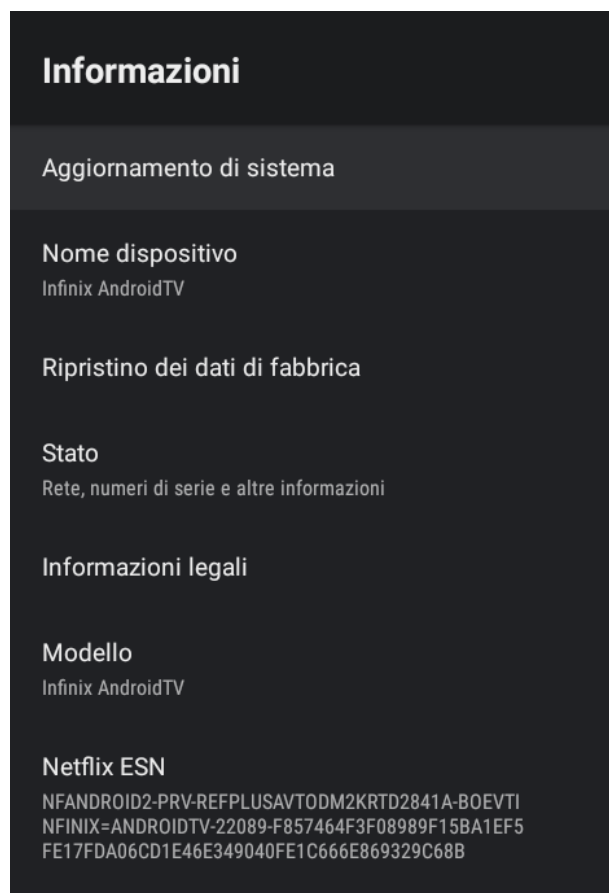 Informazioni
Aggiornamento di sistema
Nome dispositivo
Infinix AndroidTV
Ripristino dei dati di fabbrica
Stato
Rete, numeri di serie e altre informazioni
Informazioni legali
Modello
Infinix AndroidTV
Netflix ESN
NFANDROID2-PRV-REFPLUSAVTODM2KRTD2841A-BOEVTI
NFINIX=ANDROIDTV-22089-F857464F3F08989F15BA1EF5
FE17FDA06CD1E46E349040FE1C666E869329C68B